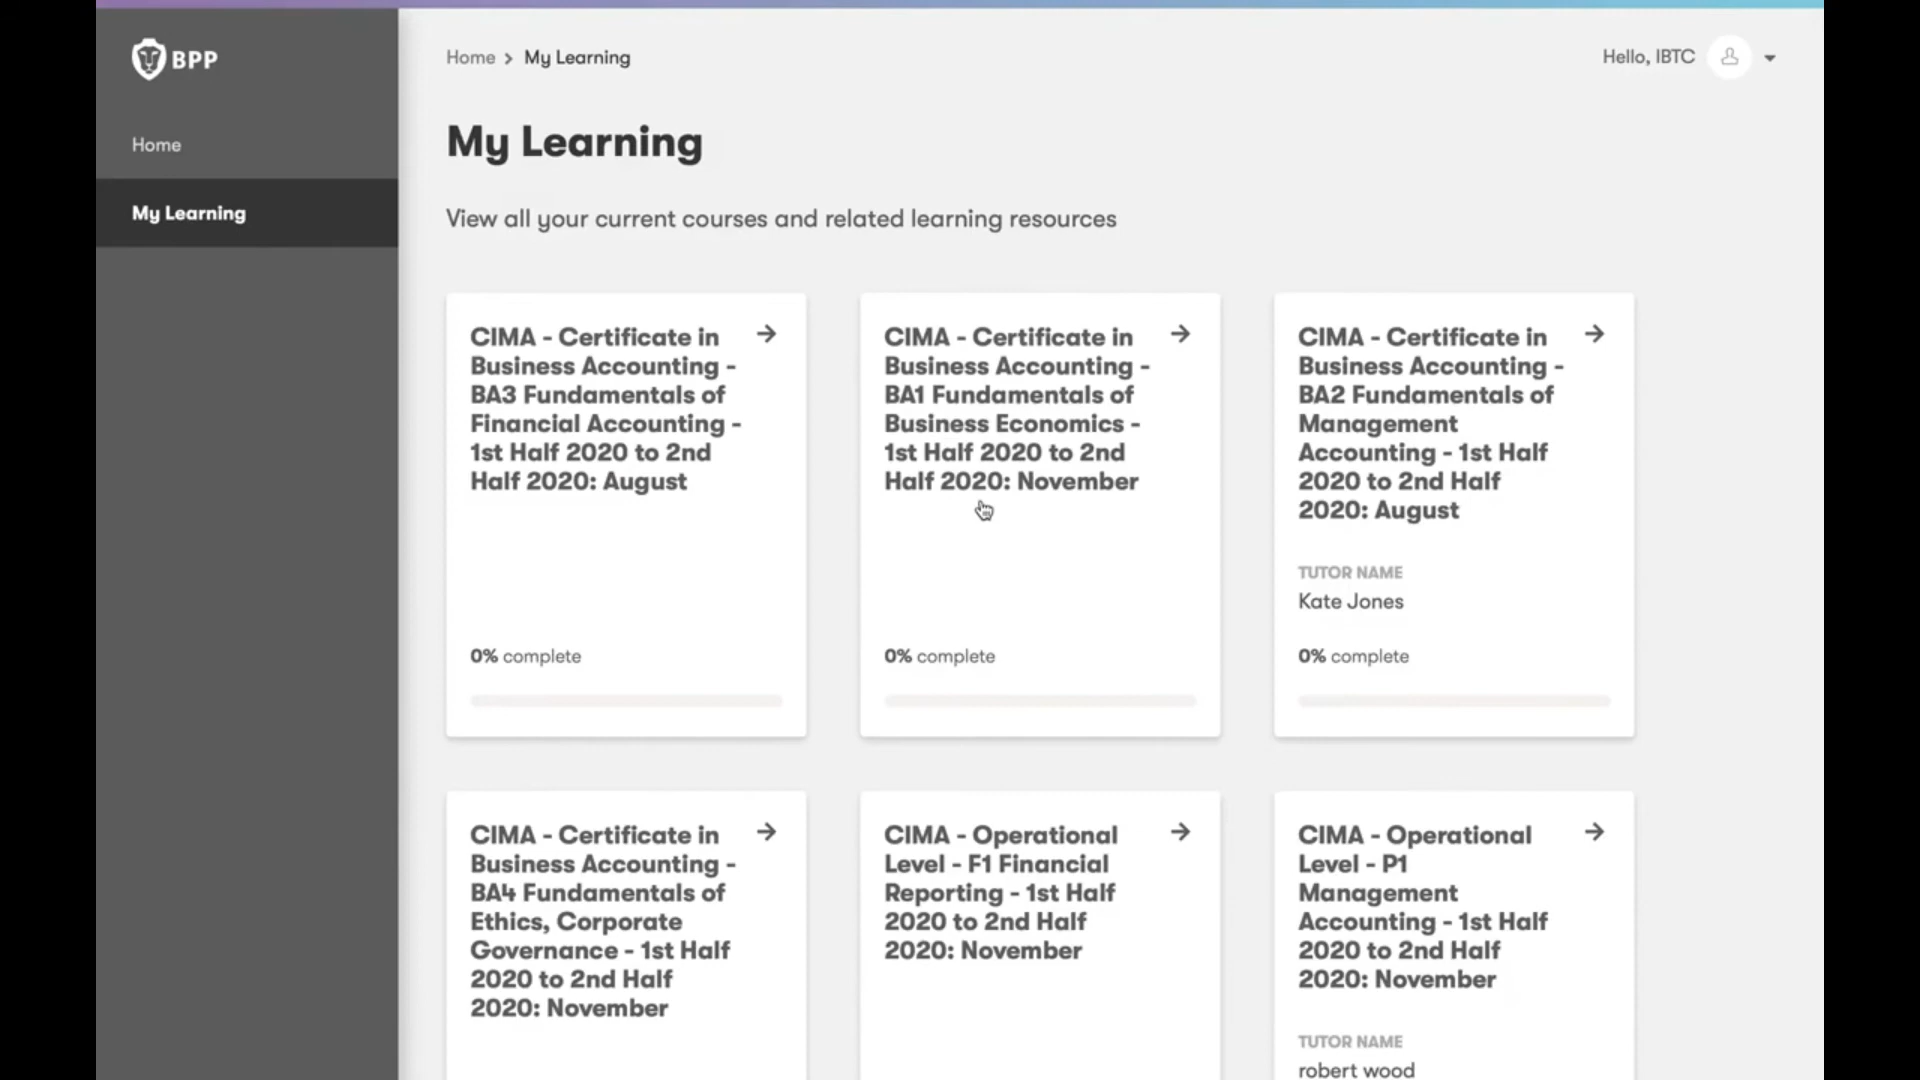 BPP
Home
My Learning
Home > My Learning
Hello, IBTC
My Learning
View all your current courses and related learning resources
CIMA - Certificate in
Business Accounting -
BA3 Fundamentals of
Financial Accounting -
1st Half 2020 to 2nd
Half 2020: August
0% complete
CIMA - Certificate in
Business Accounting -
BA1 Fundamentals of
Business Economics -
1st Half 2020 to 2nd
Half 2020: November
0% complete
CIMA - Certificate in
Business Accounting -
BA2 Fundamentals of
Management
Accounting - 1st Half
2020 to 2nd Half
2020: August
TUTOR NAME
Kate Jones
0% complete
CIMA - Certificate in
Business Accounting -
BA4 Fundamentals of
Ethics, Corporate
Governance - 1st Half
2020 to 2nd Half
2020: November
CIMA - Operational
Level - F1 Financial
Reporting - 1st Half
2020 to 2nd Half
2020: November
CIMA - Operational
Level - P1
Management
Accounting - 1st Half
2020 to 2nd Half
2020: November
TUTOR NAME
robert wood